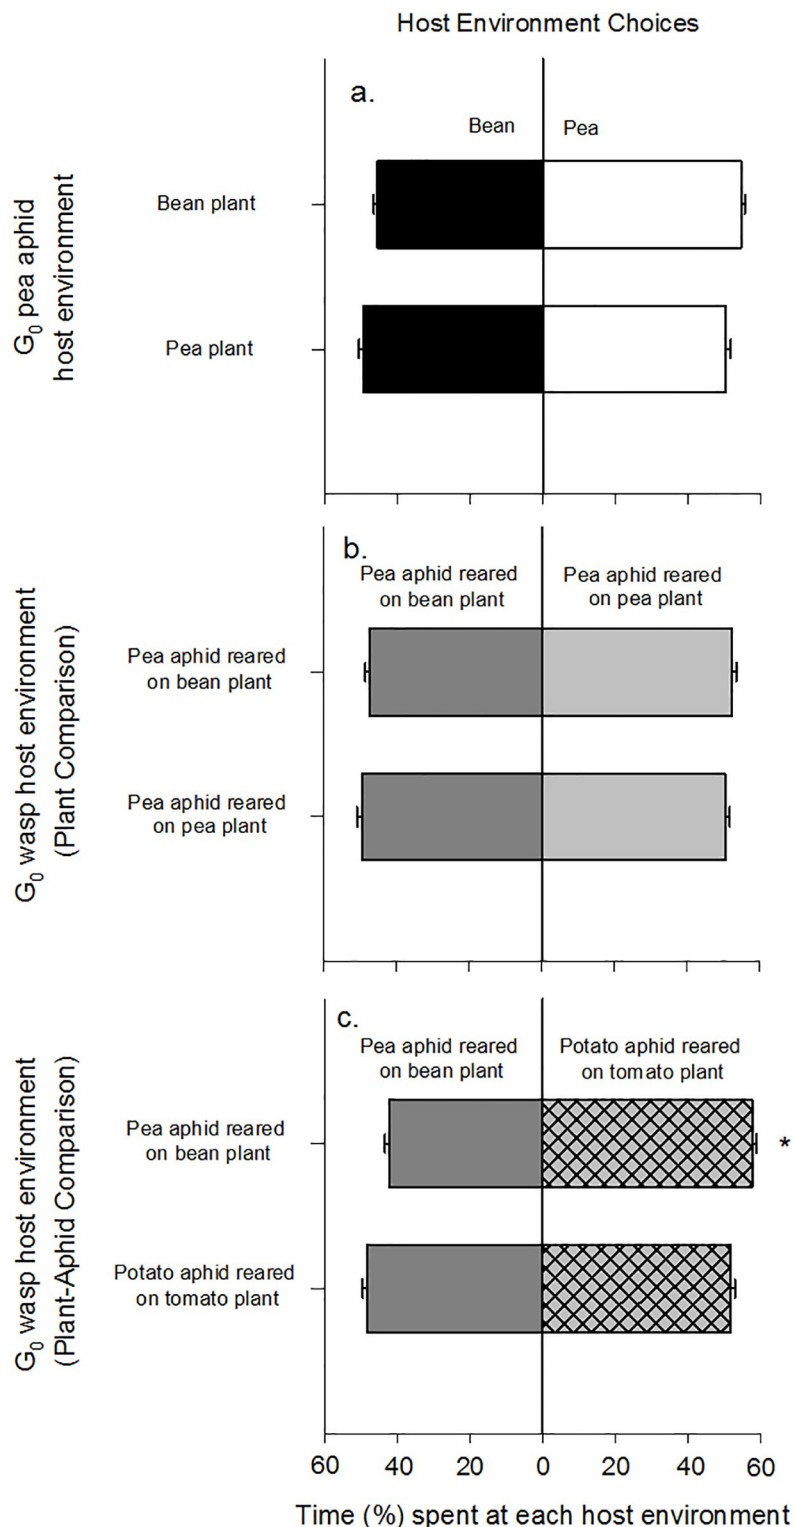 Host Environment Choices
a.
Bean Pea
G₀ pea aphid
host environment
Bean plant
Pea plant
b.
Pea aphid reared
on bean plant
Pea aphid reared
on pea plant
G₀ wasp host environment
(Plant Comparison)
Pea aphid reared
on bean plant
Pea aphid reared
on pea plant
c.
Pea aphid reared
on bean plant
Potato aphid reared
on tomato plant
G₀ wasp host environment
(Plant-Aphid Comparison)
Pea aphid reared
on bean plant
*
Potato aphid reared
on tomato plant
60 40 20 0 20 40 60
Time (%) spent at each host environment